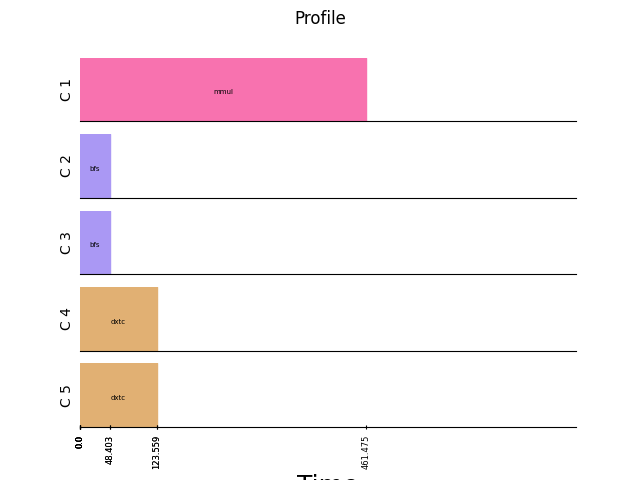 Profile
C 1
mmul
C 2
bfs
C 3
bfs
C 4
dxtc
C 5
dxtc
0.0
48.403
123.559
461.475
Time